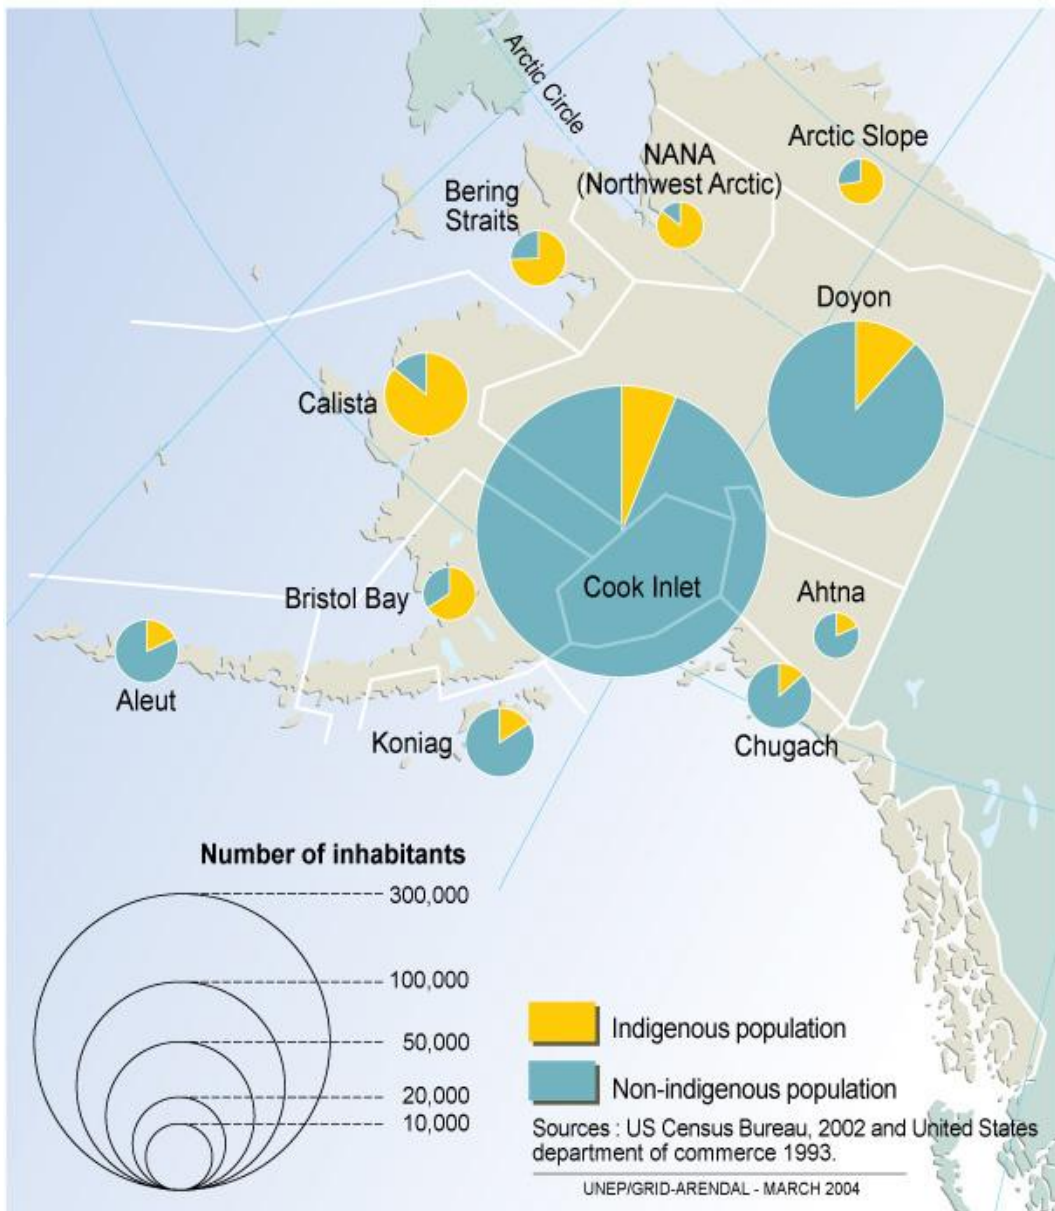 Arctic Circle
Arctic Slope
NANA
(Northwest Arctic)
Bering
Straits
Doyon
Calista
Cook Inlet
Bristol Bay
Ahtna
Aleut
Koniag
Chugach
Number of inhabitants
300,000
100,000
50,000
20,000
10,000
Indigenous population
Non-indigenous population
Sources : US Census Bureau, 2002 and United States
department of commerce 1993.
UNEP/GRID-ARENDAL - MARCH 2004